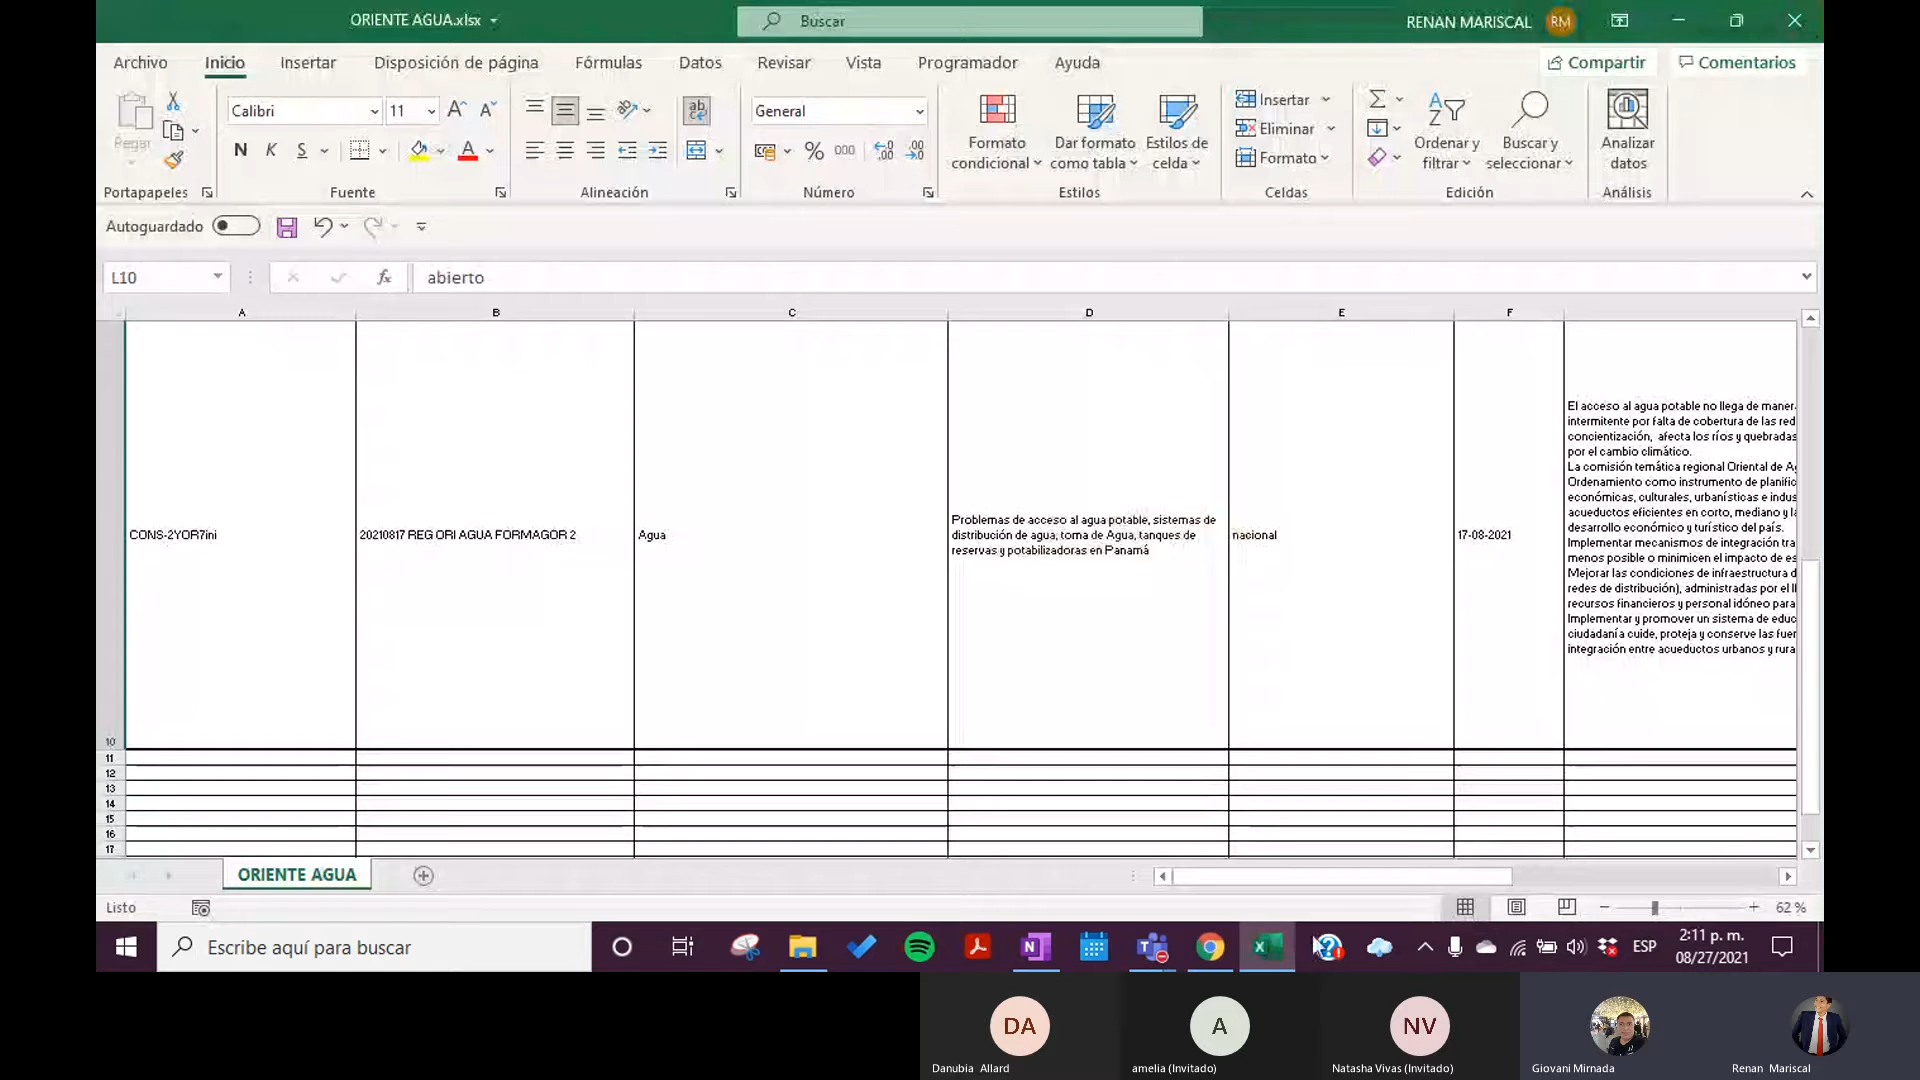 ORIENTE AGUA.xlsx
Buscar
RENAN MARISCAL
RM
Archivo
Inicio
Insertar
Disposición de página
Fórmulas
Datos
Revisar
Vista
Programador
Ayuda
Compartir
Comentarios
Pegar
Calibri
11
N K S
General
% 000
Formato condicional
Dar formato como tabla
Estilos de celda
Insertar
Eliminar
Formato
Ordenar y filtrar
Buscar y seleccionar
Analizar datos
Portapapeles
Fuente
Alineación
Número
Estilos
Celdas
Edición
Análisis
Autoguardado
L10
fx
abierto
A B C D E F
CONS-2YOR7ini
20210817 REG ORI AGUA FORMAGOR 2
Agua
Problemas de acceso al agua potable, sistemas de
distribución de agua, toma de Agua, tanques de
reservas y potabilizadoras en Panamá
nacional
17-08-2021
El acceso al agua potable no llega de maner
intermitente por falta de cobertura de las red
concientización, afecta los ríos y quebradas
por el cambio climático.
La comisión temática regional Oriental de A
Ordenamiento como instrumento de planific
económicas, culturales, urbanísticas e indus
acueductos eficientes en corto, mediano y l
desarrollo económico y turístico del país.
Implementar mecanismos de integración tra
menos posible o minimicen el impacto de es
Mejorar las condiciones de infraestructura d
redes de distribución), administradas por el
recursos financieros y personal idóneo para
Implementar y promover un sistema de educ
ciudadanía cuide, proteja y conserve las fuer
integración entre acueductos urbanos y rura
10
11
12
13
14
15
16
17
ORIENTE AGUA
Listo
62 %
Escribe aquí para buscar
ESP
2:11 p. m.
08/27/2021
DA
A
NV
Danubia Allard
amelia (Invitado)
Natasha Vivas (Invitado)
Giovani Mirnada
Renan Mariscal